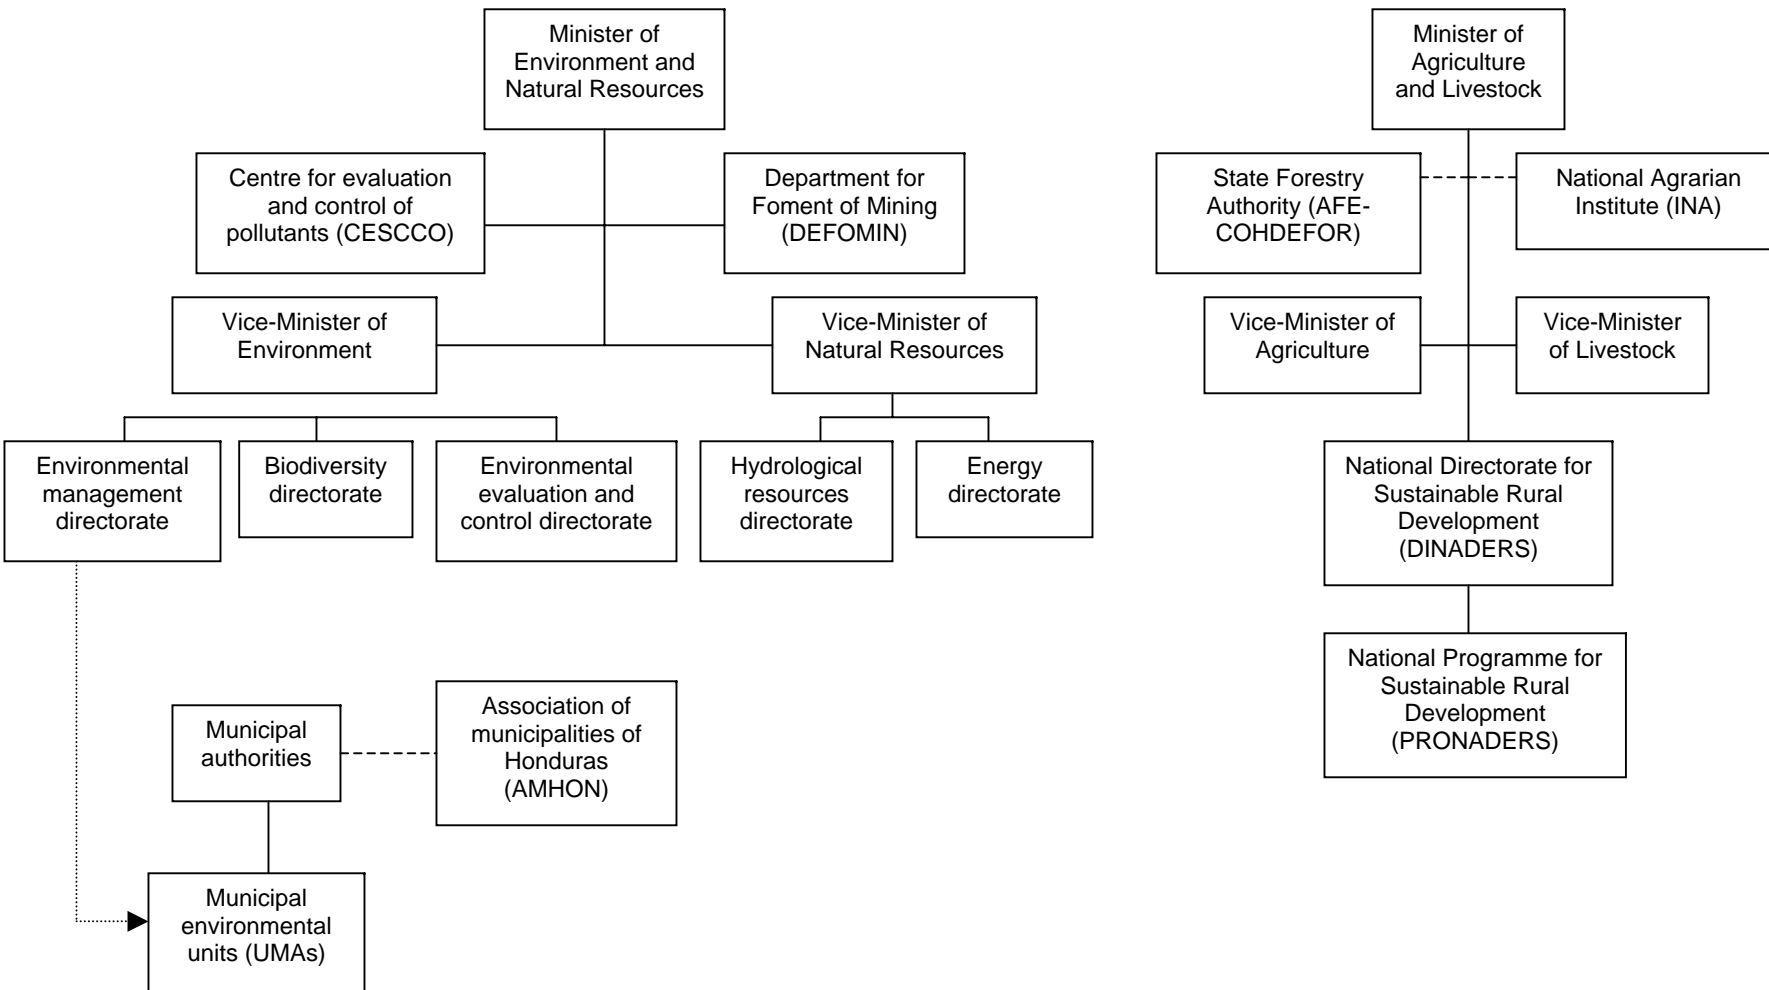 Minister of
Environment and
Natural Resources
Minister of
Agriculture
and Livestock
Centre for evaluation
and control of
pollutants (CESCCO)
Department for
Foment of Mining
(DEFOMIN)
State Forestry
Authority (AFE-
COHDEFOR)
National Agrarian
Institute (INA)
Vice-Minister of
Environment
Vice-Minister of
Natural Resources
Vice-Minister of
Agriculture
Vice-Minister
of Livestock
Environmental
management
directorate
Biodiversity
directorate
Environmental
evaluation and
control directorate
Hydrological
resources
directorate
Energy
directorate
National Directorate for
Sustainable Rural
Development
(DINADERS)
National Programme for
Sustainable Rural
Development
(PRONADERS)
Municipal
authorities
Association of
municipalities of
Honduras
(AMHON)
Municipal
environmental
units (UMAs)